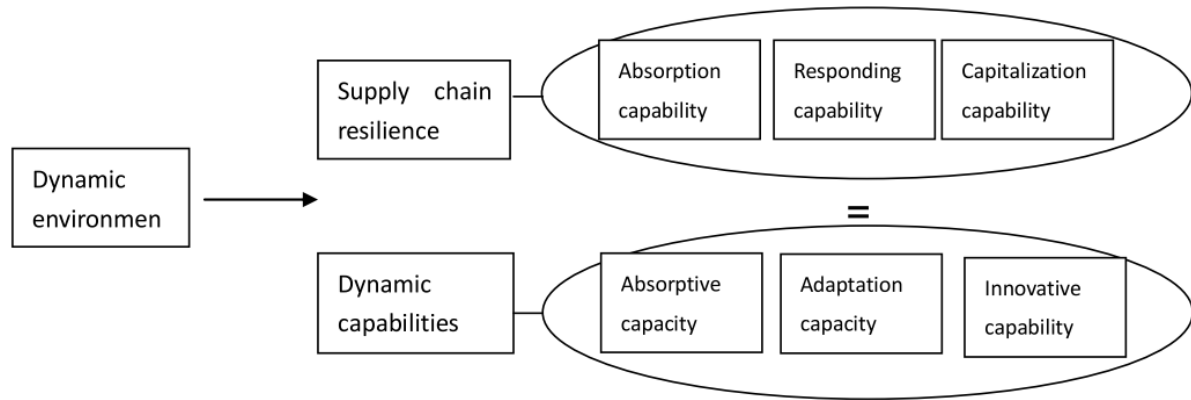 Absorption
capability
Responding
capability
Capitalization
capability
Supply chain
resilience
Dynamic
environmen
=
Dynamic
capabilities
Absorptive
capacity
Adaptation
capacity
Innovative
capability